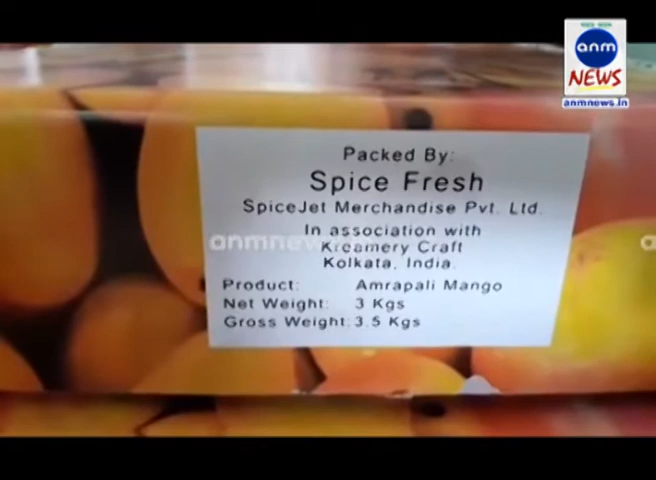 anm
NEWS
anmnews.in
Packed By:
Spice Fresh
SpiceJet Merchandise Pvt. Ltd.
In association with
Kreamery Craft
Kolkata, India.
Product: Amrapali Mango
Net Weight: 3 Kgs
Gross Weight: 3.5 Kgs